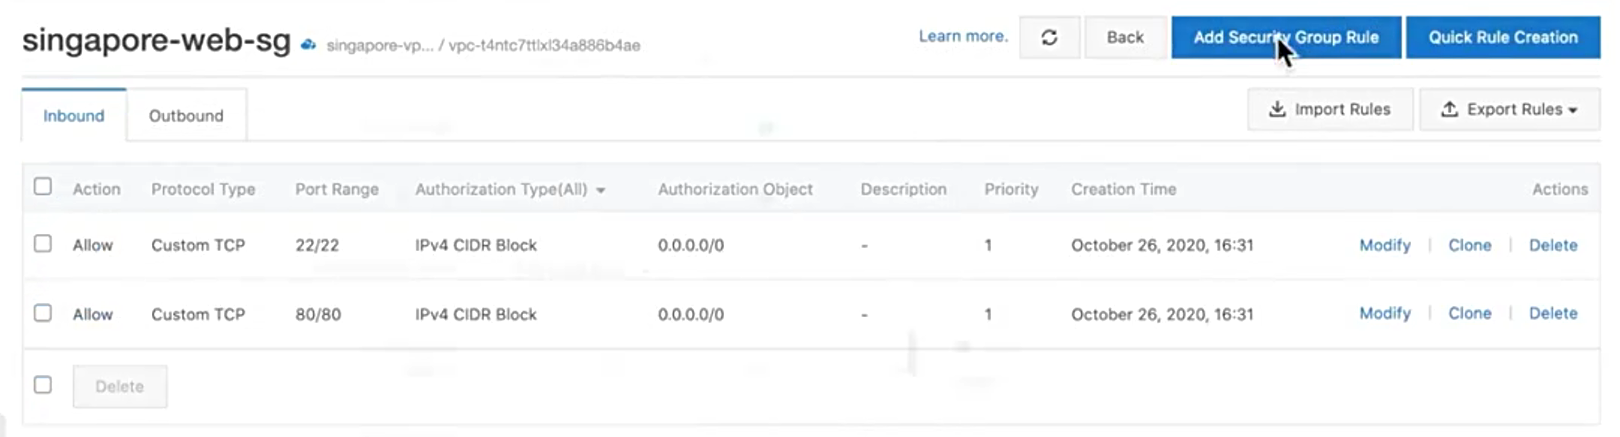 singapore-web-sg singapore-vp... / vpc-t4ntc7ttlxl34a886b4ae Learn more. Back Add Security Group Rule Quick Rule Creation
Inbound Outbound Import Rules Export Rules
Action Protocol Type Port Range Authorization Type(All) Authorization Object Description Priority Creation Time Actions
Allow Custom TCP 22/22 IPv4 CIDR Block 0.0.0.0/0 - 1 October 26, 2020, 16:31 Modify Clone Delete
Allow Custom TCP 80/80 IPv4 CIDR Block 0.0.0.0/0 - 1 October 26, 2020, 16:31 Modify Clone Delete
Delete